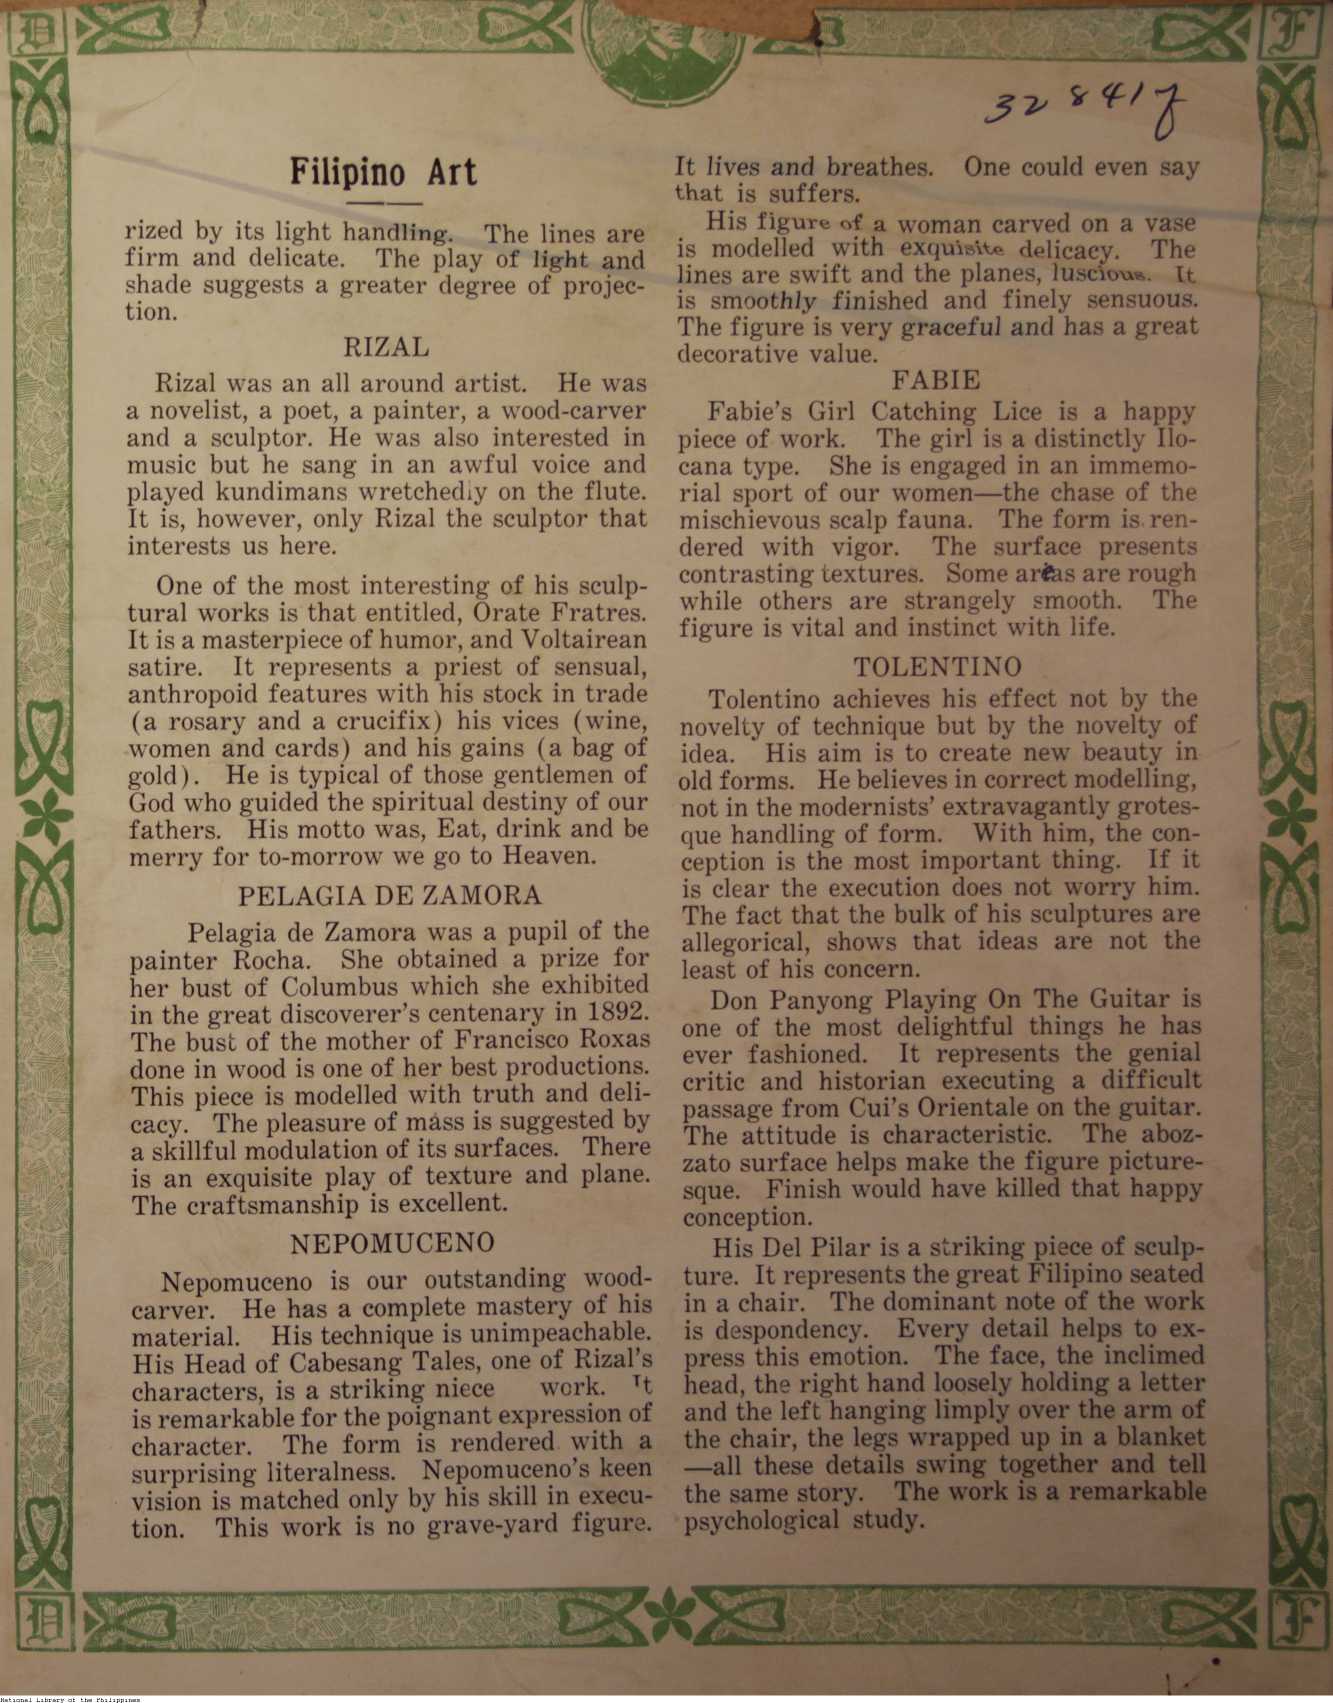 D
F
328417
Filipino Art
rized by its light handling. The lines are
firm and delicate. The play of light and
shade suggests a greater degree of projec-
tion.
RIZAL
Rizal was an all around artist. He was
a novelist, a poet, a painter, a wood-carver
and a sculptor. He was also interested in
music but he sang in an awful voice and
played kundimans wretchedly on the flute.
It is, however, only Rizal the sculptor that
interests us here.
One of the most interesting of his sculp-
tural works is that entitled, Orate Fratres.
It is a masterpiece of humor, and Voltairean
satire. It represents a priest of sensual,
anthropoid features with his stock in trade
(a rosary and a crucifix) his vices (wine,
women and cards) and his gains (a bag of
gold). He is typical of those gentlemen of
God who guided the spiritual destiny of our
fathers. His motto was, Eat, drink and be
merry for to-morrow we go to Heaven.
PELAGIA DE ZAMORA
Pelagia de Zamora was a pupil of the
painter Rocha. She obtained a prize for
her bust of Columbus which she exhibited
in the great discoverer's centenary in 1892.
The bust of the mother of Francisco Roxas
done in wood is one of her best productions.
This piece is modelled with truth and deli-
cacy. The pleasure of mass is suggested by
a skillful modulation of its surfaces. There
is an exquisite play of texture and plane.
The craftsmanship is excellent.
NEPOMUCENO
Nepomuceno is our outstanding wood-
carver. He has a complete mastery of his
material. His technique is unimpeachable.
His Head of Cabesang Tales, one of Rizal's
characters, is a striking niece work. It
is remarkable for the poignant expression of
character. The form is rendered with a
surprising literalness. Nepomuceno's keen
vision is matched only by his skill in execu-
tion. This work is no grave-yard figure.
It lives and breathes. One could even say
that is suffers.
His figure of a woman carved on a vase
is modelled with exquisite delicacy. The
lines are swift and the planes, luscious. It
is smoothly finished and finely sensuous.
The figure is very graceful and has a great
decorative value.
FABIE
Fabie's Girl Catching Lice is a happy
piece of work. The girl is a distinctly Ilo-
cana type. She is engaged in an immemo-
rial sport of our women—the chase of the
mischievous scalp fauna. The form is ren-
dered with vigor. The surface presents
contrasting textures. Some areas are rough
while others are strangely smooth. The
figure is vital and instinct with life.
TOLENTINO
Tolentino achieves his effect not by the
novelty of technique but by the novelty of
idea. His aim is to create new beauty in
old forms. He believes in correct modelling,
not in the modernists' extravagantly grotes-
que handling of form. With him, the con-
ception is the most important thing. If it
is clear the execution does not worry him.
The fact that the bulk of his sculptures are
allegorical, shows that ideas are not the
least of his concern.
Don Panyong Playing On The Guitar is
one of the most delightful things he has
ever fashioned. It represents the genial
critic and historian executing a difficult
passage from Cui's Orientale on the guitar.
The attitude is characteristic. The aboz-
zato surface helps make the figure picture-
sque. Finish would have killed that happy
conception.
His Del Pilar is a striking piece of sculp-
ture. It represents the great Filipino seated
in a chair. The dominant note of the work
is despondency. Every detail helps to ex-
press this emotion. The face, the inclimed
head, the right hand loosely holding a letter
and the left hanging limply over the arm of
the chair, the legs wrapped up in a blanket
—all these details swing together and tell
the same story. The work is a remarkable
psychological study.
D
F
National Library of the Philippines